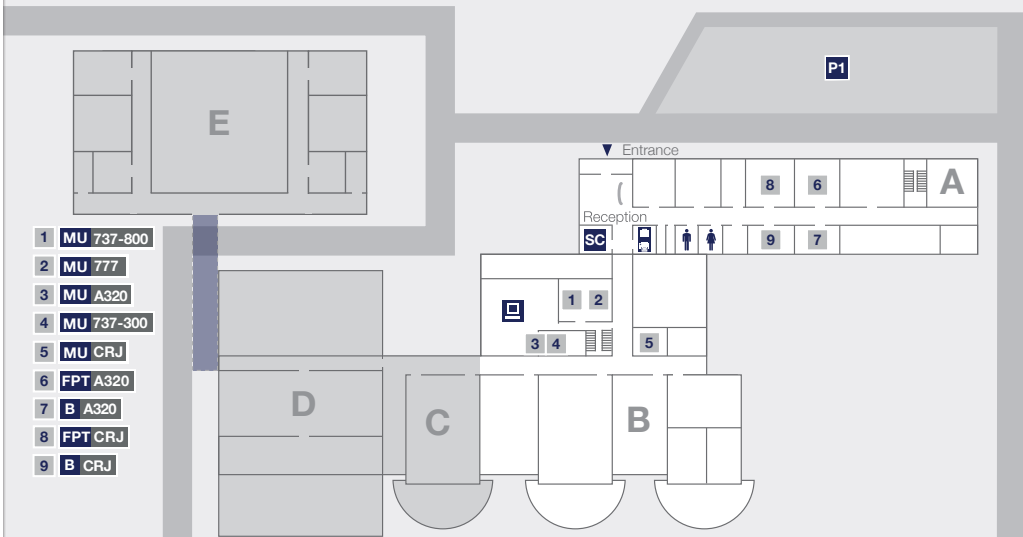 P1
E
Entrance
8
6
A
Reception
SC
9
7
1 MU 737-800
2 MU 777
3 MU A320
4 MU 737-300
5 MU CRJ
6 FPT A320
7 B A320
8 FPT CRJ
9 B CRJ
1 2
3 4
5
D
C
B